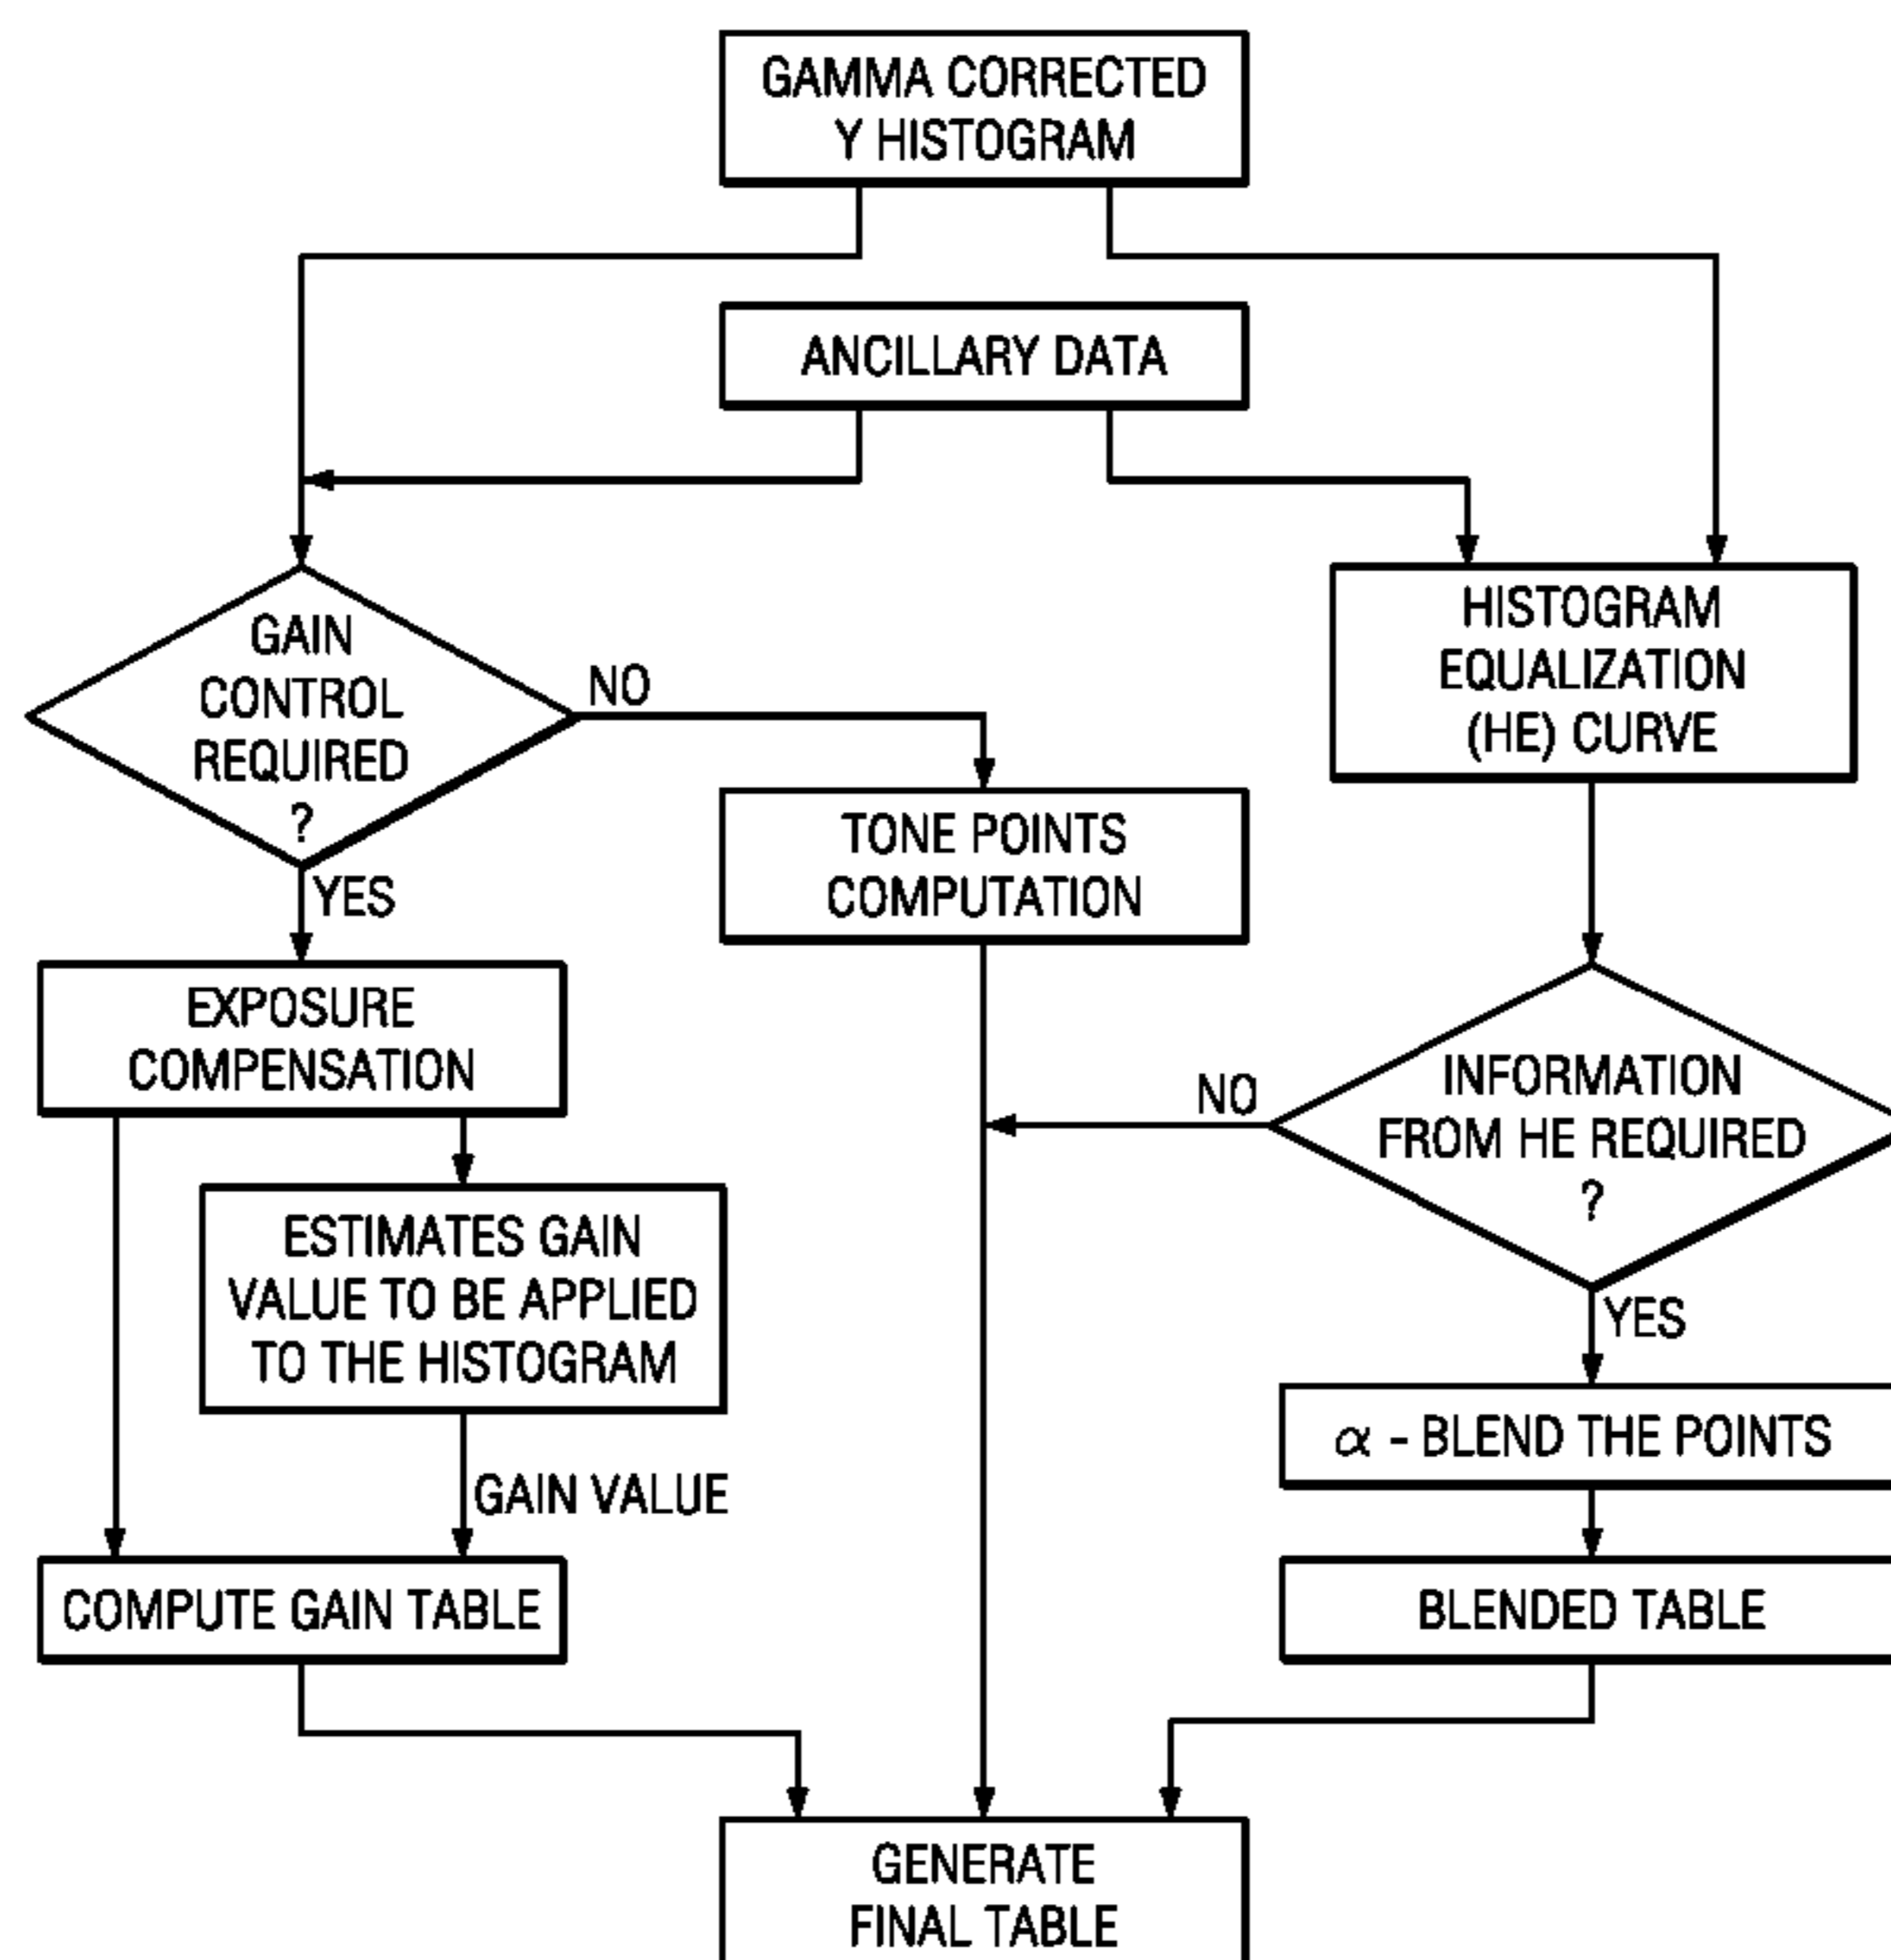 GAMMA CORRECTED
Y HISTOGRAM
ANCILLARY DATA
GAIN
CONTROL
REQUIRED
?
NO
YES
HISTOGRAM
EQUALIZATION
(HE) CURVE
TONE POINTS
COMPUTATION
EXPOSURE
COMPENSATION
INFORMATION
FROM HE REQUIRED
?
NO
YES
ESTIMATES GAIN
VALUE TO BE APPLIED
TO THE HISTOGRAM
GAIN VALUE
α - BLEND THE POINTS
COMPUTE GAIN TABLE
BLENDED TABLE
GENERATE
FINAL TABLE